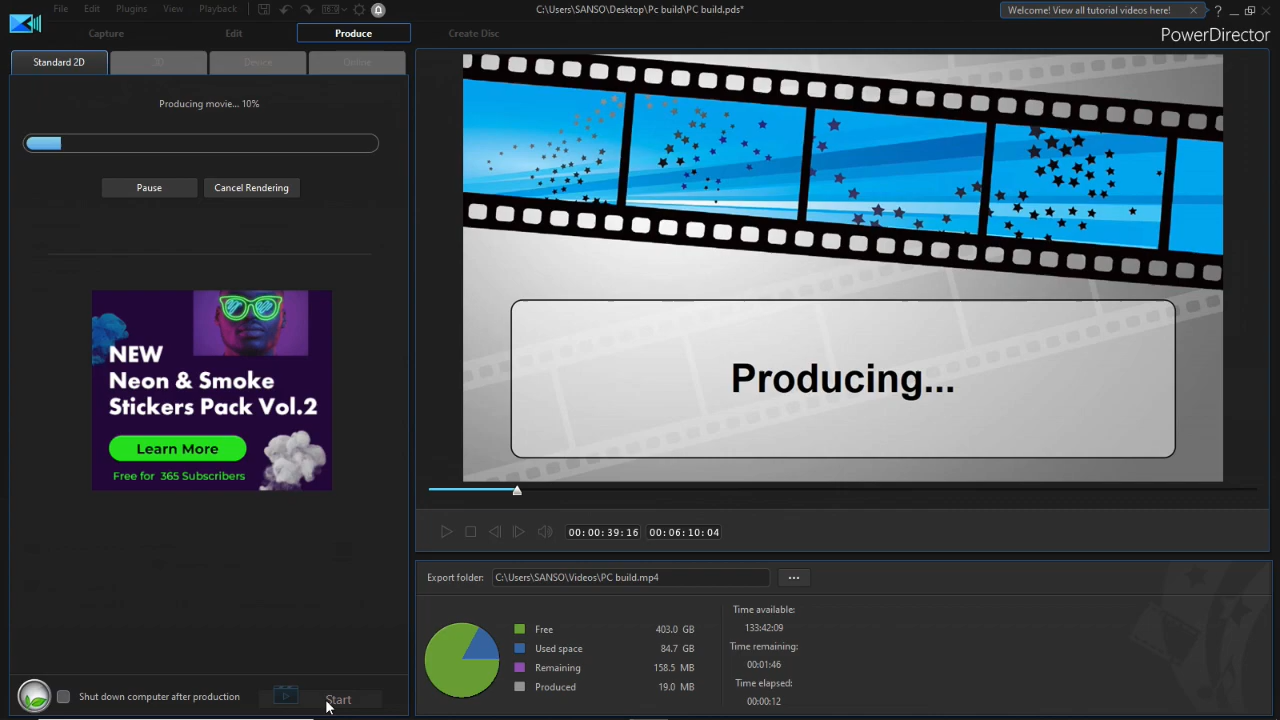 File Edit Plugins View Playback
C:\Users\SANSO\Desktop\Pc build\PC build.pds*
Welcome! View all tutorial videos here!
?
Capture Edit Produce Create Disc
PowerDirector
Standard 2D 3D Device Online
Producing movie... 10%
Pause Cancel Rendering
NEW
Neon & Smoke
Stickers Pack Vol.2
Learn More
Free for 365 Subscribers
Producing...
00:00:39:16 00:06:10:04
Export folder: C:\Users\SANSO\Videos\PC build.mp4 ...
Free 403.0 GB
Used space 84.7 GB
Remaining 158.5 MB
Produced 19.0 MB
Time available:
133:42:09
Time remaining:
00:01:46
Time elapsed:
00:00:12
Shut down computer after production
Start